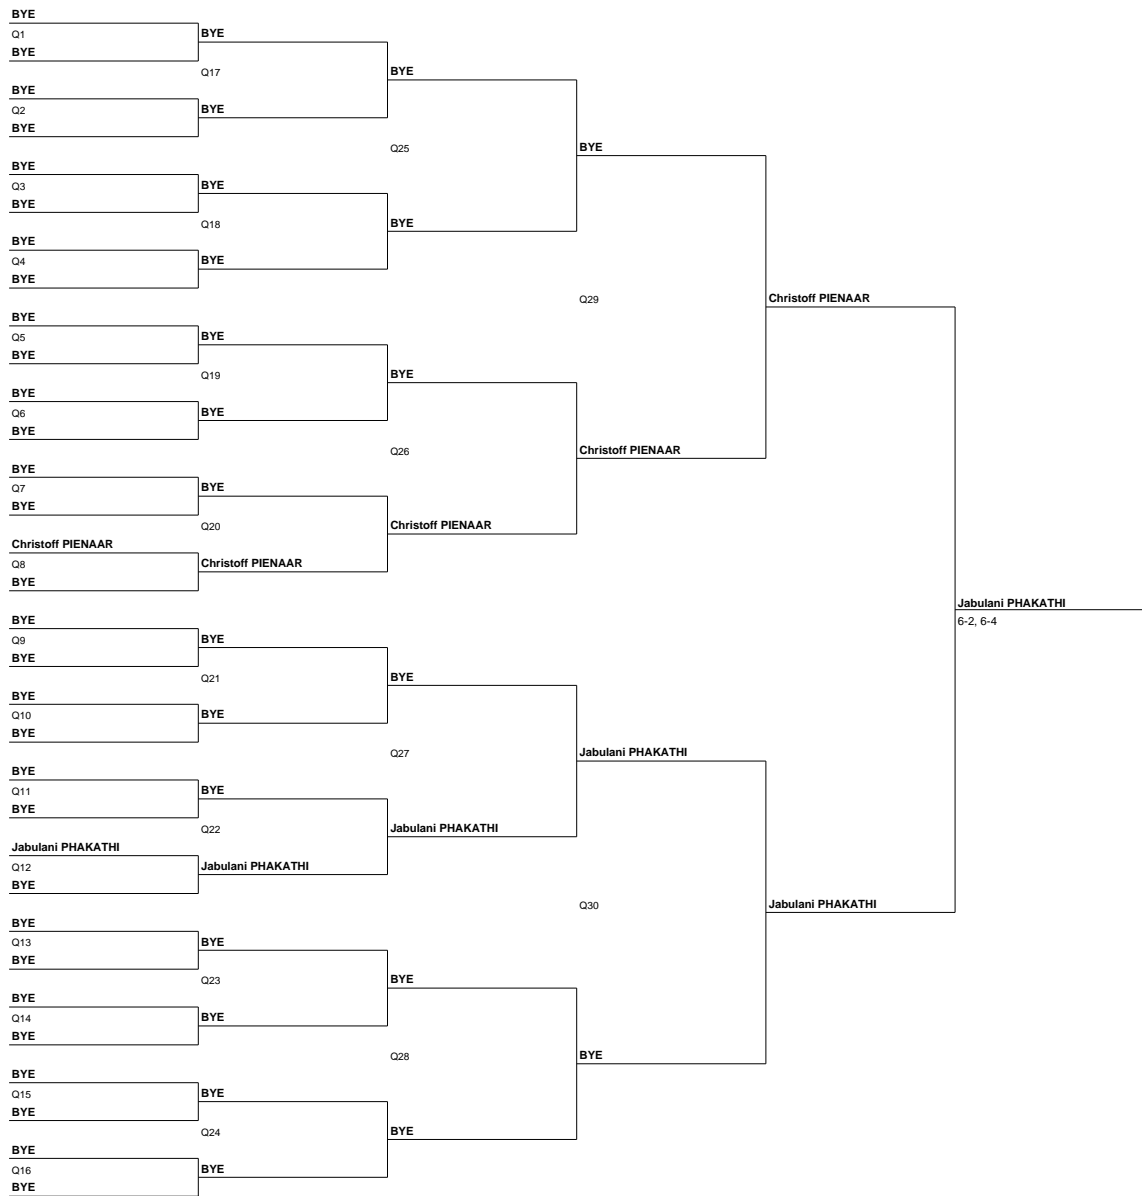 BYE
Q1
BYE
BYE
Q17
BYE
BYE
Q2
BYE
BYE
Q25
BYE
BYE
Q3
BYE
BYE
Q18
BYE
BYE
Q4
BYE
BYE
Q29
Christoff PIENAAR
BYE
Q5
BYE
BYE
Q19
BYE
BYE
Q6
BYE
BYE
Q26
Christoff PIENAAR
BYE
Q7
BYE
BYE
Q20
Christoff PIENAAR
Christoff PIENAAR
Q8
Christoff PIENAAR
BYE
Jabulani PHAKATHI
6-2, 6-4
BYE
Q9
BYE
BYE
Q21
BYE
BYE
Q10
BYE
BYE
Q27
Jabulani PHAKATHI
BYE
Q11
BYE
BYE
Q22
Jabulani PHAKATHI
Jabulani PHAKATHI
Q12
Jabulani PHAKATHI
BYE
Q30
Jabulani PHAKATHI
BYE
Q13
BYE
BYE
Q23
BYE
BYE
Q14
BYE
BYE
Q28
BYE
BYE
Q15
BYE
BYE
Q24
BYE
BYE
Q16
BYE
BYE